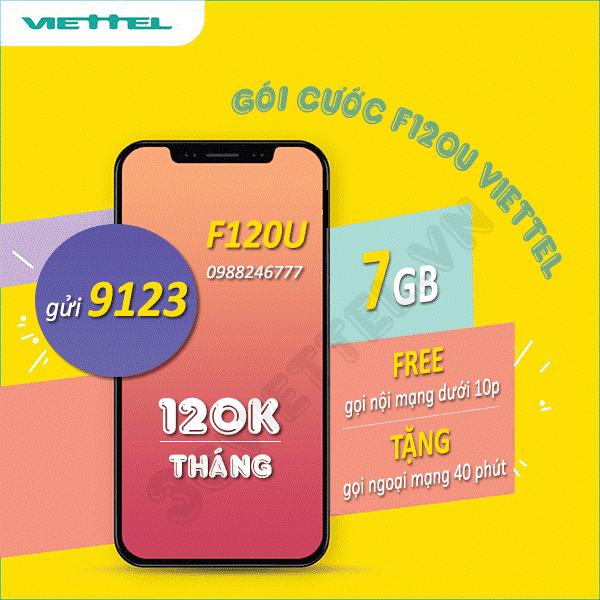 VIETTEL
GÓI CƯỚC F120U VIETTEL
F120U
0988246777
gửi 9123
7GB
FREE
gọi nội mạng dưới 10p
120K
THÁNG
TẶNG
gọi ngoại mạng 40 phút